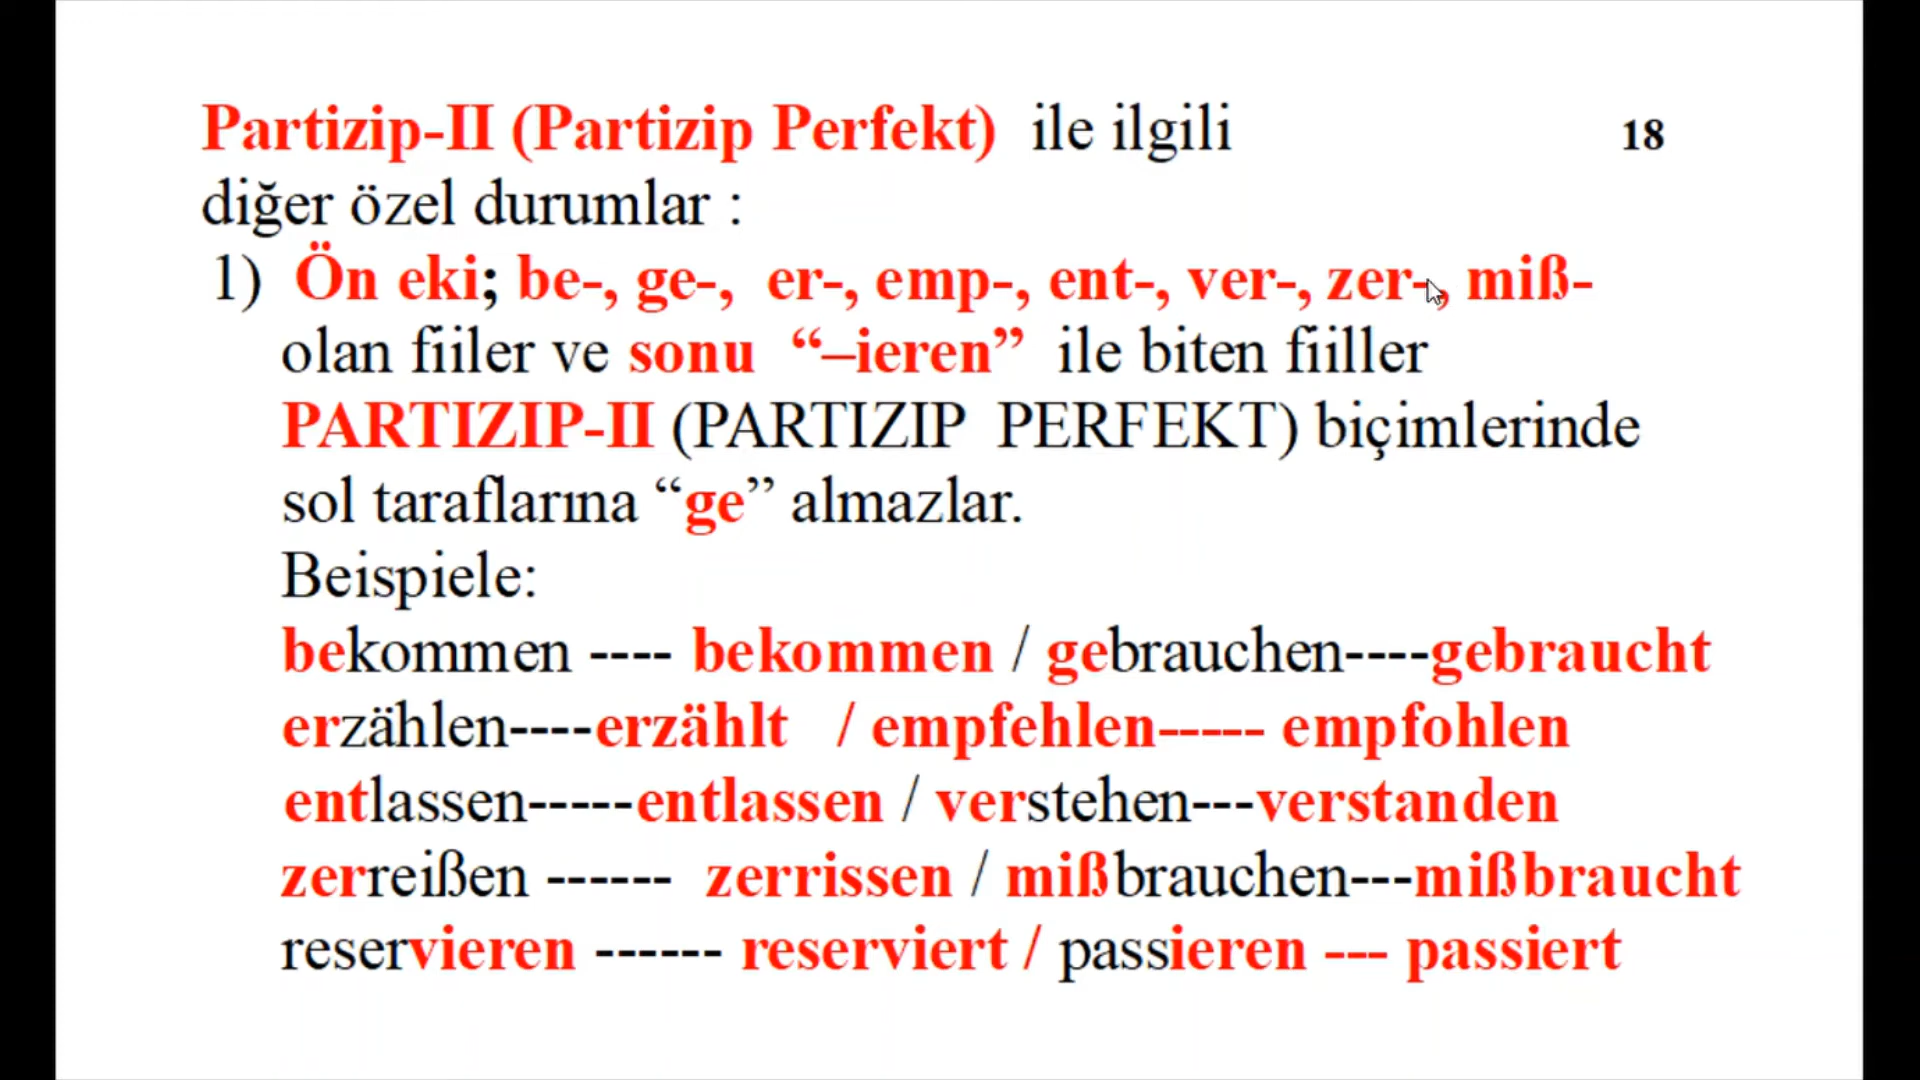 Partizip-II (Partizip Perfekt) ile ilgili 18
diğer özel durumlar :
1) Ön eki; be-, ge-, er-, emp-, ent-, ver-, zer-, miß-
olan fiiler ve sonu “–ieren” ile biten fiiller
PARTIZIP-II (PARTIZIP PERFEKT) biçimlerinde
sol taraflarına “ge” almazlar.
Beispiele:
bekommen ---- bekommen / gebrauchen----gebraucht
erzählen----erzählt / empfehlen----- empfohlen
entlassen-----entlassen / verstehen---verstanden
zerreißen ------ zerrissen / mißbrauchen---mißbraucht
reservieren ------ reserviert / passieren --- passiert